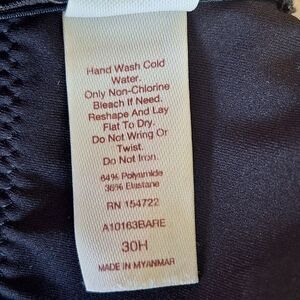 Hand Wash Cold
Water.
Only Non-Chlorine
Bleach If Need.
Reshape And Lay
Flat To Dry.
Do Not Wring Or
Twist.
Do Not Iron.
64% Polyamide
36% Elastane
RN 154722
A10163BARE
30H
MADE IN MYANMAR